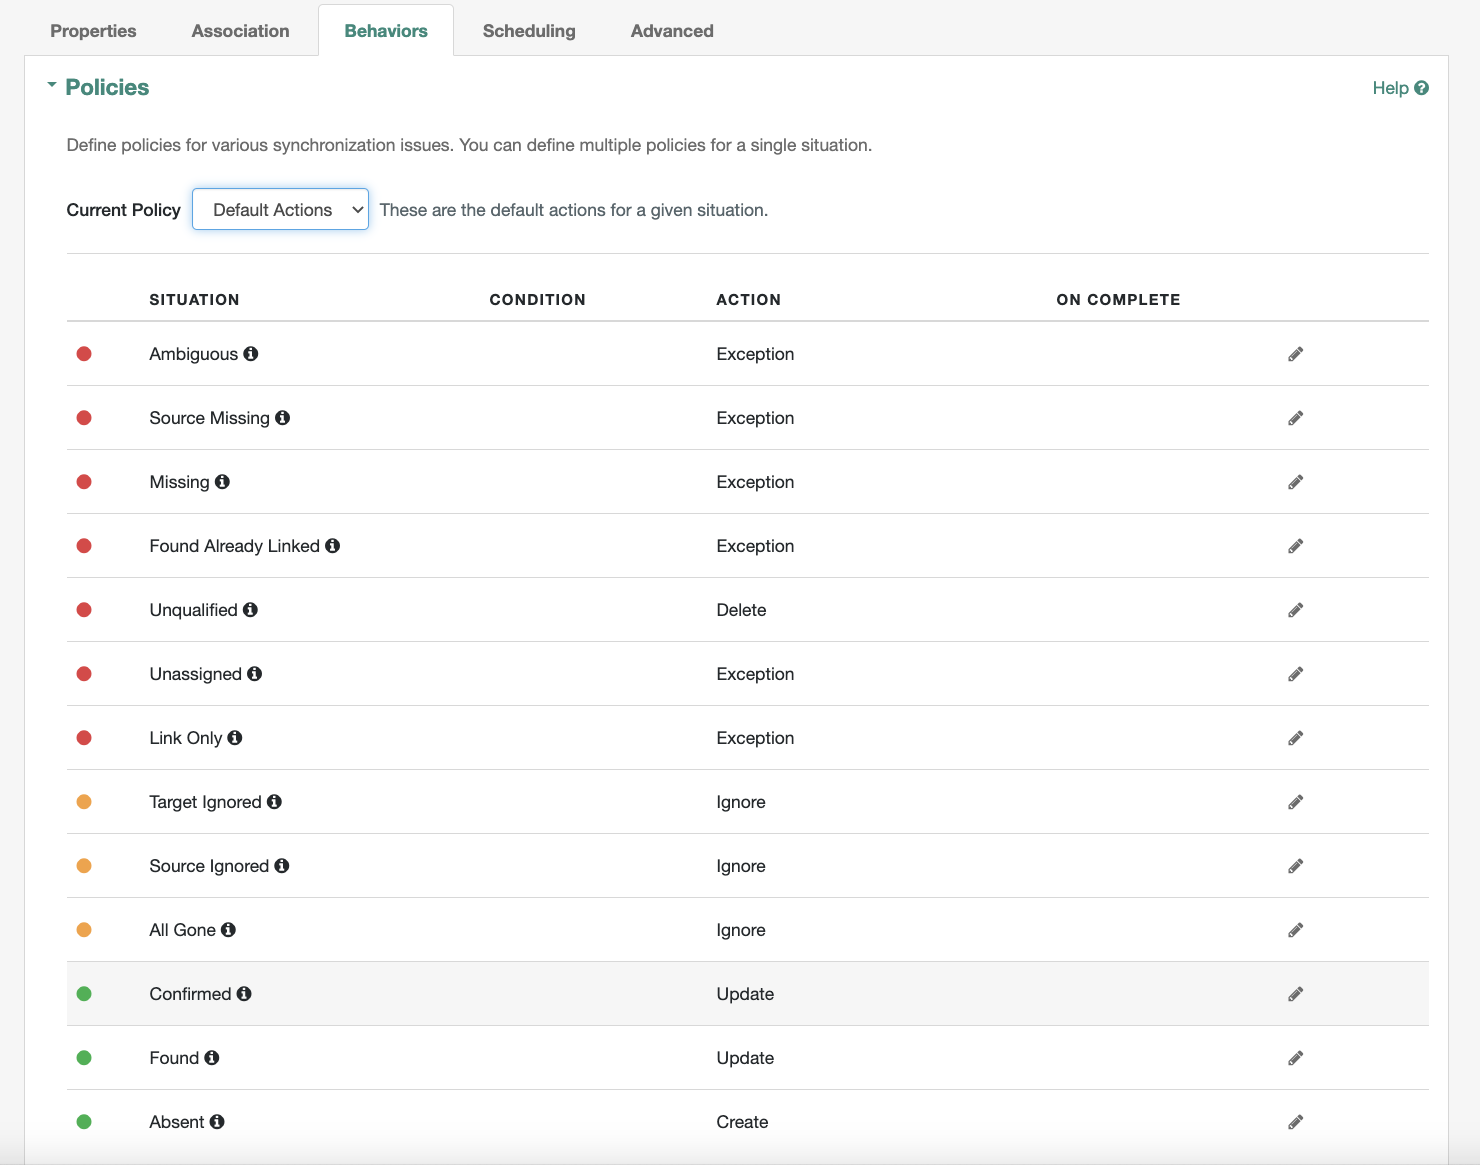 Properties Association Behaviors Scheduling Advanced
Policies Help
Define policies for various synchronization issues. You can define multiple policies for a single situation.
Current Policy Default Actions These are the default actions for a given situation.
SITUATION CONDITION ACTION ON COMPLETE
Ambiguous Exception
Source Missing Exception
Missing Exception
Found Already Linked Exception
Unqualified Delete
Unassigned Exception
Link Only Exception
Target Ignored Ignore
Source Ignored Ignore
All Gone Ignore
Confirmed Update
Found Update
Absent Create